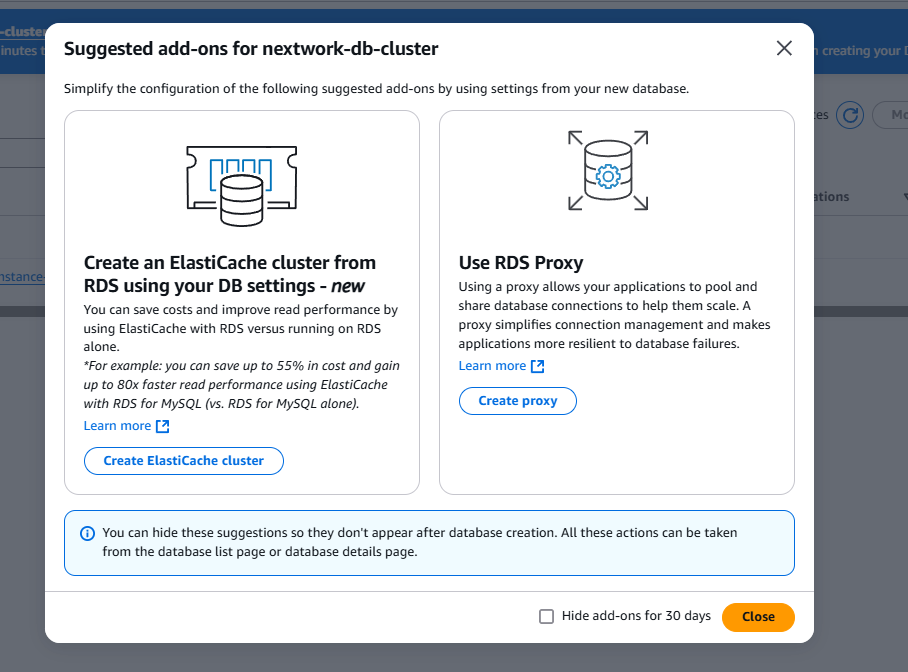 -cluster
Suggested add-ons for nextwork-db-cluster
inutes t
creating your D
Simplify the configuration of the following suggested add-ons by using settings from your new database.
ces
Mo
ations
nstance-
Create an ElastiCache cluster from
RDS using your DB settings - new
You can save costs and improve read performance by
using ElastiCache with RDS versus running on RDS
alone.
*For example: you can save up to 55% in cost and gain
up to 80x faster read performance using ElastiCache
with RDS for MySQL (vs. RDS for MySQL alone).
Learn more
Create ElastiCache cluster
Use RDS Proxy
Using a proxy allows your applications to pool and
share database connections to help them scale. A
proxy simplifies connection management and makes
applications more resilient to database failures.
Learn more
Create proxy
You can hide these suggestions so they don't appear after database creation. All these actions can be taken
from the database list page or database details page.
Hide add-ons for 30 days
Close